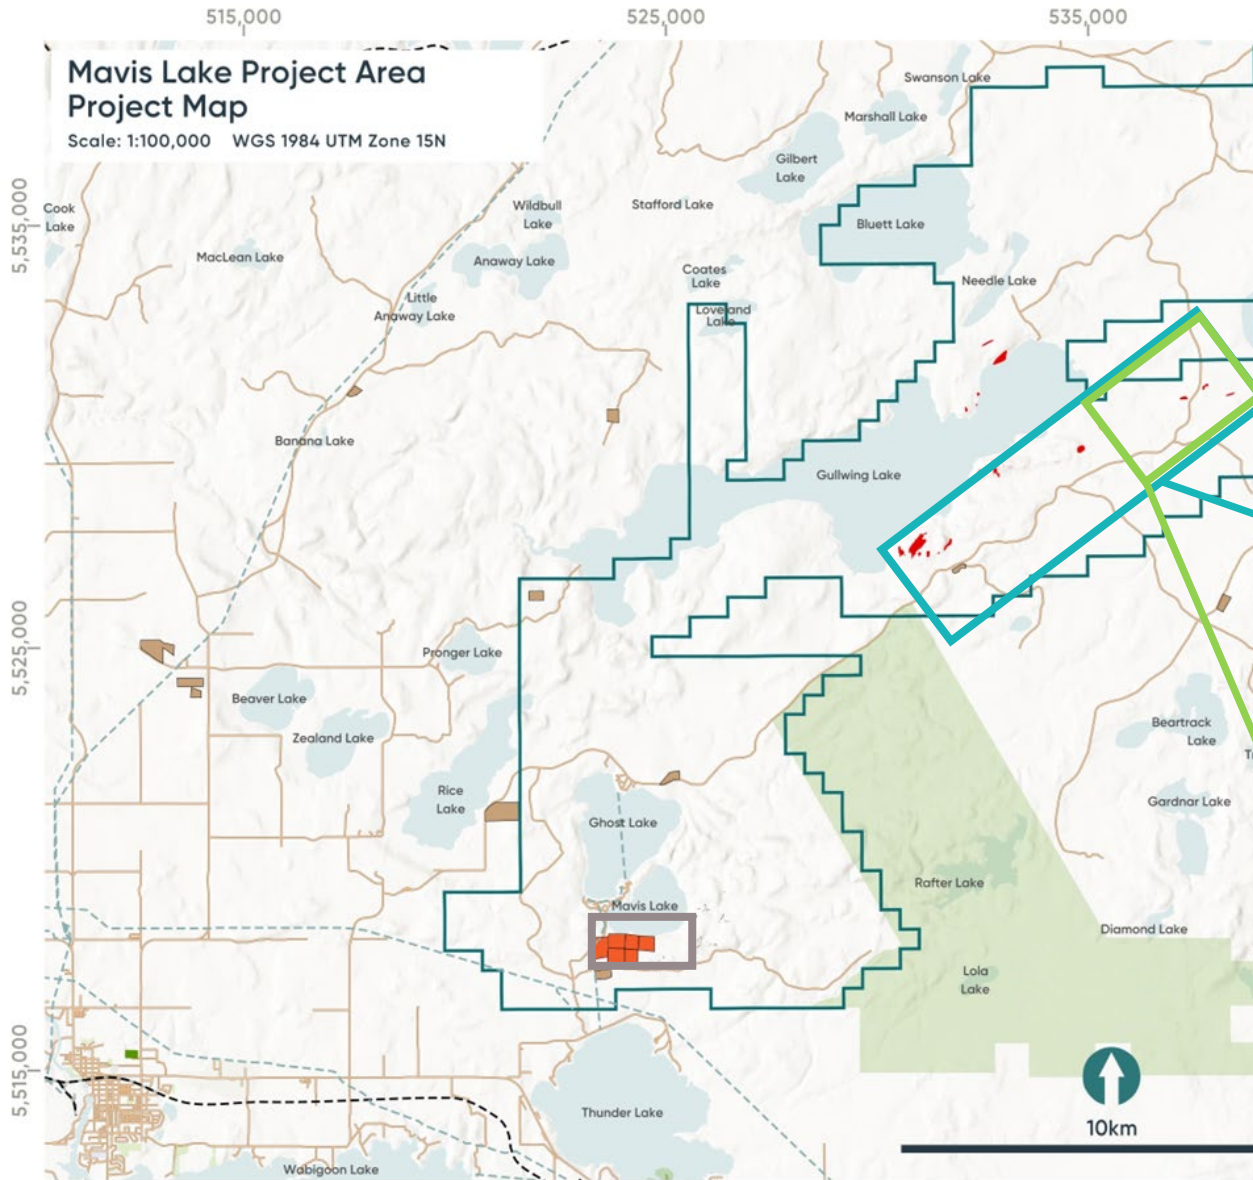 515,000
525,000
535,000
Mavis Lake Project Area
Project Map
Scale: 1:100,000 WGS 1984 UTM Zone 15N
Swanson Lake
Marshall Lake
Gilbert
Lake
Cook
Lake
Wildbull
Lake
Stafford Lake
Bluett Lake
5,535,000
MacLean Lake
Anaway Lake
Coates
Lake
Needle Lake
Little
Anaway Lake
Loveland
Lake
Banana Lake
Gullwing Lake
5,525,000
Pronger Lake
Beaver Lake
Zealand Lake
Beartrack
Lake
Rice
Lake
Gardnar Lake
Ghost Lake
Rafter Lake
Mavis Lake
Diamond Lake
Lola
Lake
5,515,000
Thunder Lake
10km
Wabigoon Lake